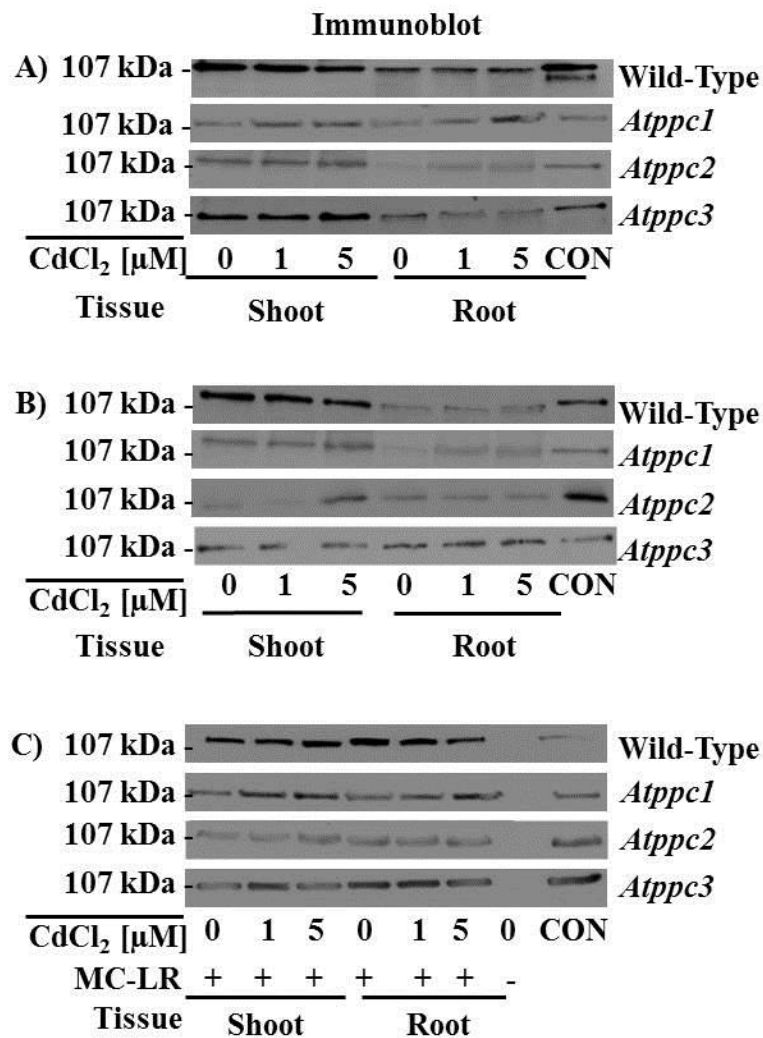 Immunoblot
A) 107 kDa - Wild-Type
107 kDa - Atppc1
107 kDa - Atppc2
107 kDa - Atppc3
CdCl₂ [µM] 0 1 5 0 1 5 CON
Tissue Shoot Root
B) 107 kDa - Wild-Type
107 kDa - Atppc1
107 kDa - Atppc2
107 kDa - Atppc3
CdCl₂ [µM] 0 1 5 0 1 5 CON
Tissue Shoot Root
C) 107 kDa - Wild-Type
107 kDa - Atppc1
107 kDa - Atppc2
107 kDa - Atppc3
CdCl₂ [µM] 0 1 5 0 1 5 0 CON
MC-LR + + + + + + -
Tissue Shoot Root